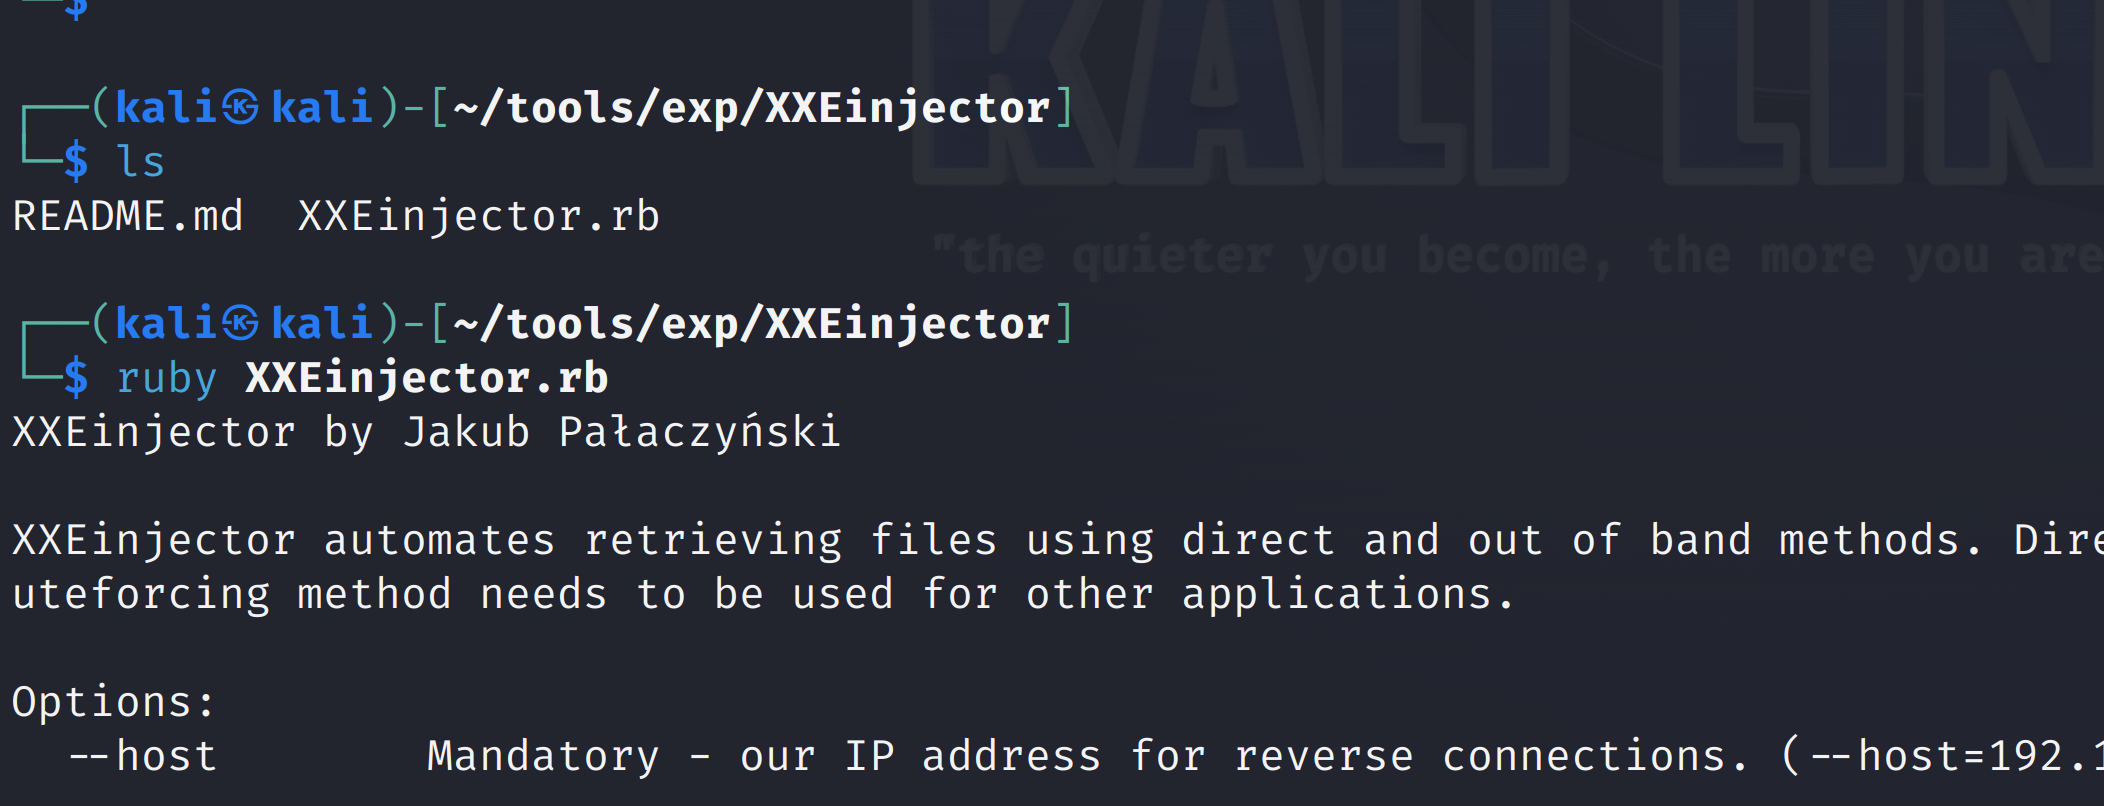 $
(kali㉿kali)-[~/tools/exp/XXEinjector]
$ ls
README.md  XXEinjector.rb
KALI LIN
"the quieter you become, the more you are
(kali㉿kali)-[~/tools/exp/XXEinjector]
$ ruby XXEinjector.rb
XXEinjector by Jakub Pałaczyński
XXEinjector automates retrieving files using direct and out of band methods. Dire
uteforcing method needs to be used for other applications.
Options:
  --host        Mandatory - our IP address for reverse connections. (--host=192.1